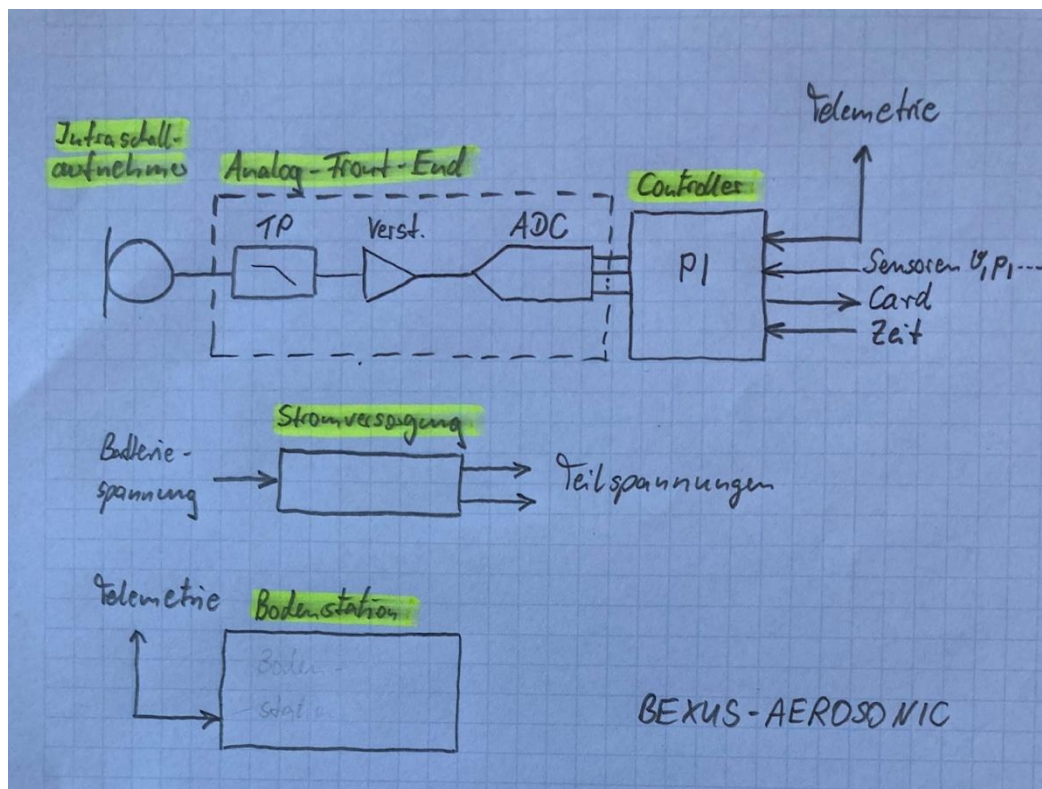 Telemetrie
Infraschall-
aufnehmer
Analog-Front-End
Controller
TP
Verst.
ADC
PI
Sensoren ϑ, p, ...
Card
Zeit
Stromversorgung
Batterie-
spannung
Teilspannungen
Telemetrie
Bodenstation
Boden-
BEXUS-AEROSONIC